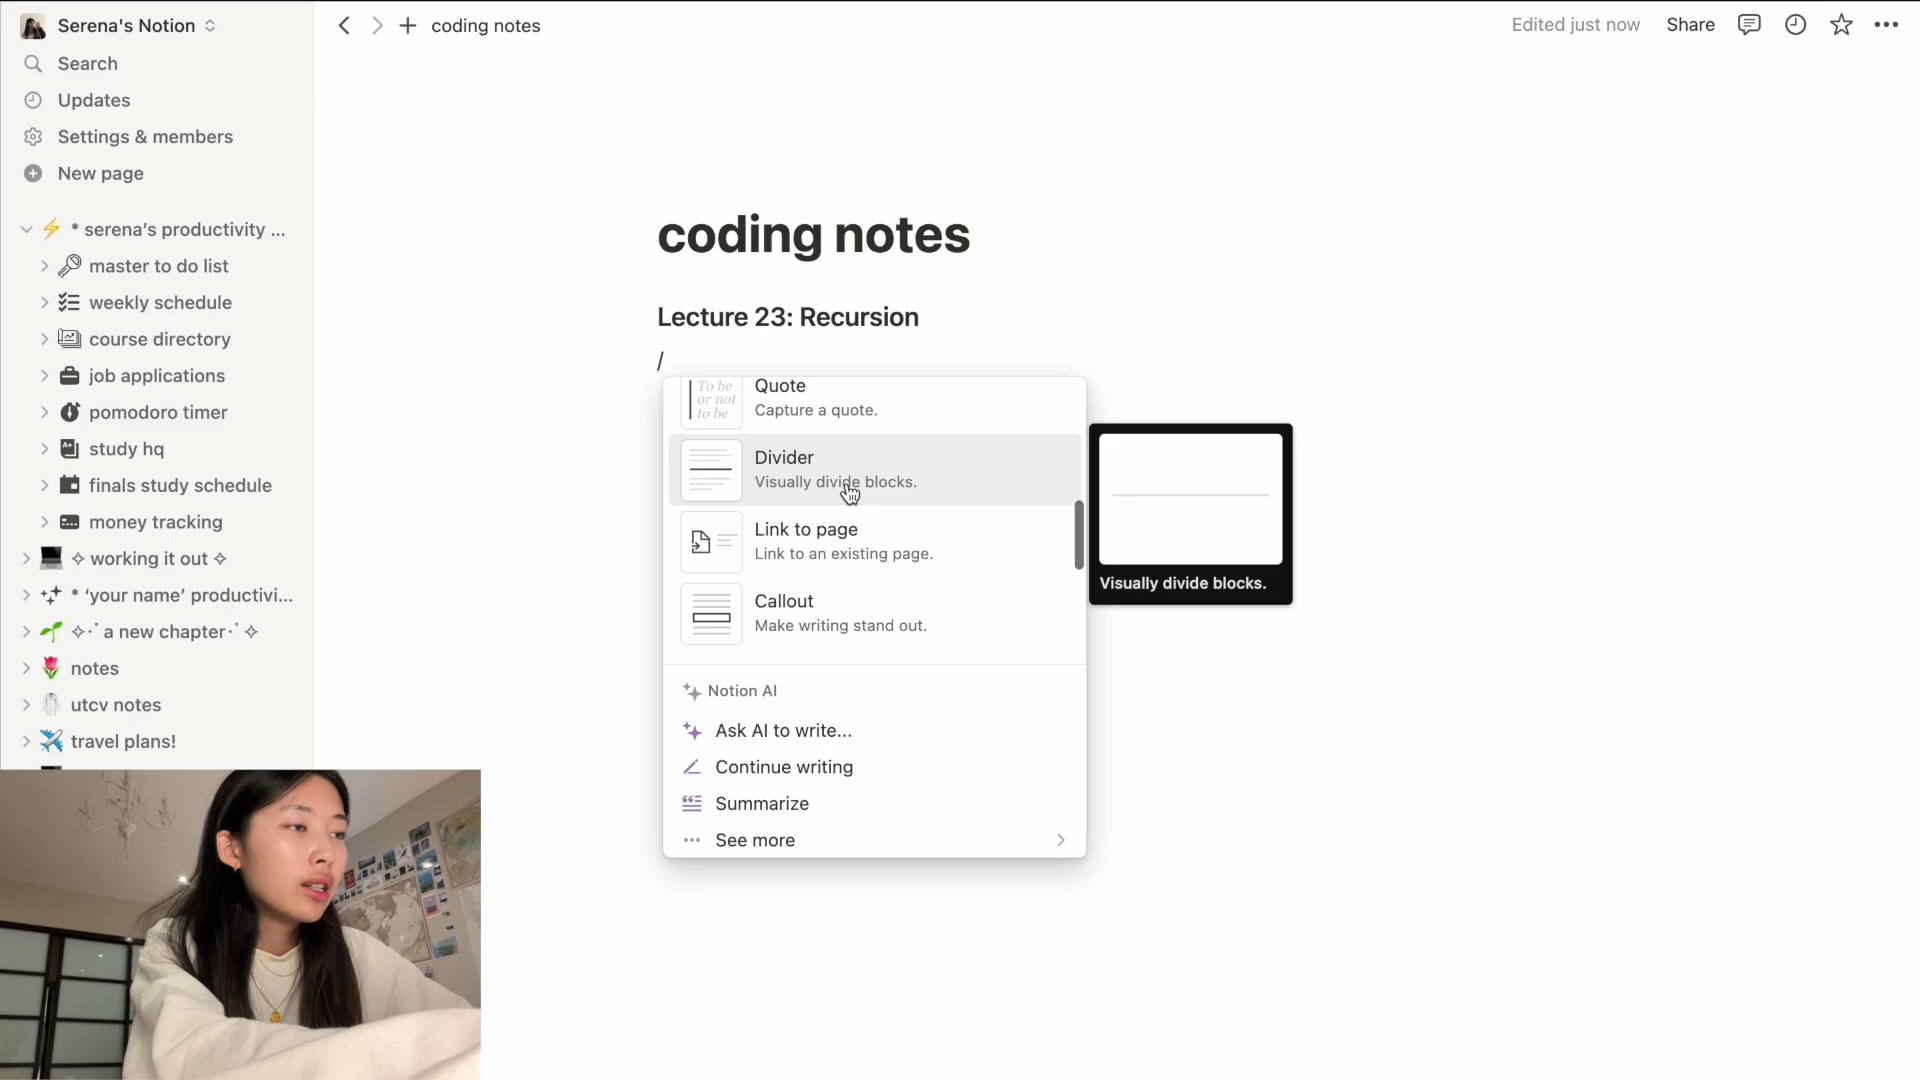 Serena's Notion
Search
Updates
Settings & members
New page
* serena's productivity ...
master to do list
weekly schedule
course directory
job applications
pomodoro timer
study hq
finals study schedule
money tracking
✧ working it out ✧
* ‘your name’ productivi...
✧･ﾟa new chapter･ﾟ✧
notes
utcv notes
travel plans!
coding notes
Edited just now
Share
coding notes
Lecture 23: Recursion
/
To be
or not
to be
Quote
Capture a quote.
Divider
Visually divide blocks.
Link to page
Link to an existing page.
Callout
Make writing stand out.
Notion AI
Ask AI to write...
Continue writing
Summarize
See more
Visually divide blocks.